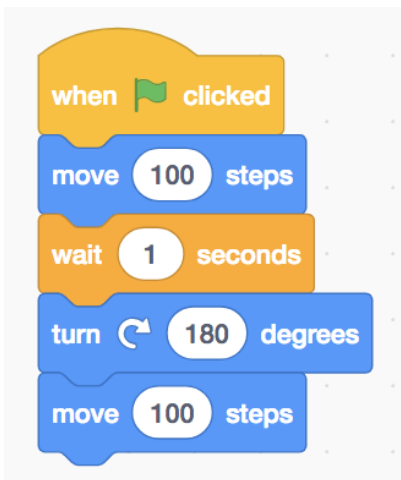 when clicked
move 100 steps
wait 1 seconds
turn 180 degrees
move 100 steps